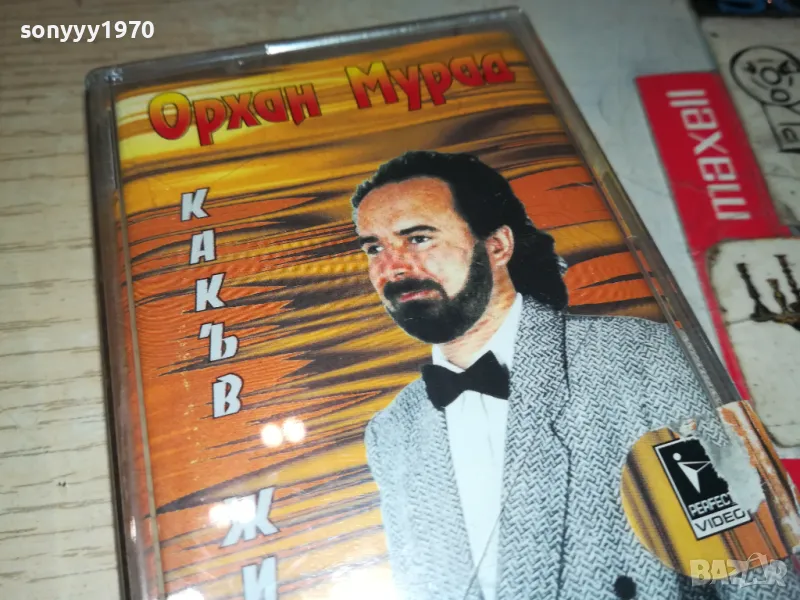 sonyyy1970
Орхан Мурад
КАКЪВ
ЖИ
maxell
PERFECT
VIDEO
BAZAR